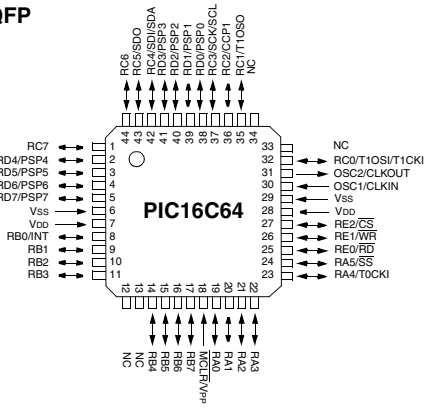 QFP
RC6
RC5/SDO
RC4/SDI/SDA
RD3/PSP3
RD2/PSP2
RD1/PSP1
RD0/PSP0
RC3/SCK/SCL
RC2/CCP1
RC1/T1OSO
NC
44 43 42 41 40 39 38 37 36 35 34
RC7 1
RD4/PSP4 2
RD5/PSP5 3
RD6/PSP6 4
RD7/PSP7 5
VSS 6
VDD 7
RB0/INT 8
RB1 9
RB2 10
RB3 11
PIC16C64
33 NC
32 RC0/T1OSI/T1CKI
31 OSC2/CLKOUT
30 OSC1/CLKIN
29 VSS
28 VDD
27 RE2/CS
26 RE1/WR
25 RE0/RD
24 RA5/SS
23 RA4/T0CKI
12 13 14 15 16 17 18 19 20 21 22
NC
NC
RB4
RB5
RB6
RB7
MCLR/VPP
RA0
RA1
RA2
RA3